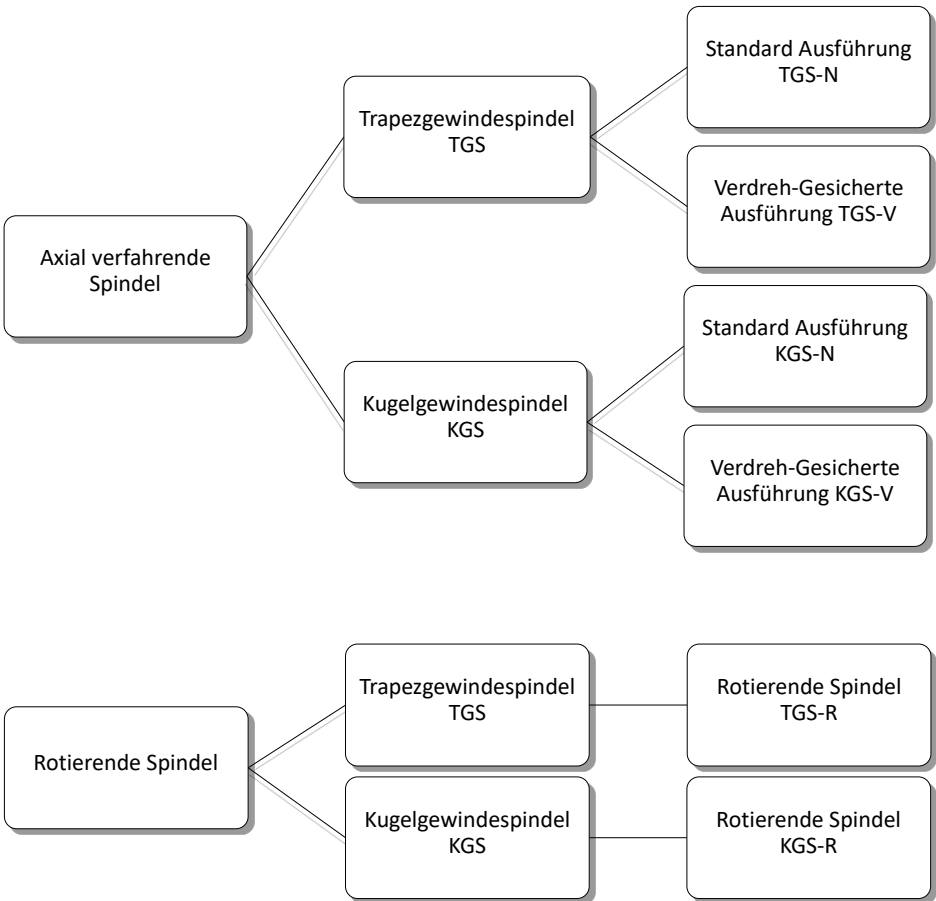 Standard Ausführung
TGS-N
Trapezgewindespindel
TGS
Verdreh-Gesicherte
Ausführung TGS-V
Axial verfahrende
Spindel
Standard Ausführung
KGS-N
Kugelgewindespindel
KGS
Verdreh-Gesicherte
Ausführung KGS-V
Trapezgewindespindel
TGS
Rotierende Spindel
TGS-R
Rotierende Spindel
Kugelgewindespindel
KGS
Rotierende Spindel
KGS-R